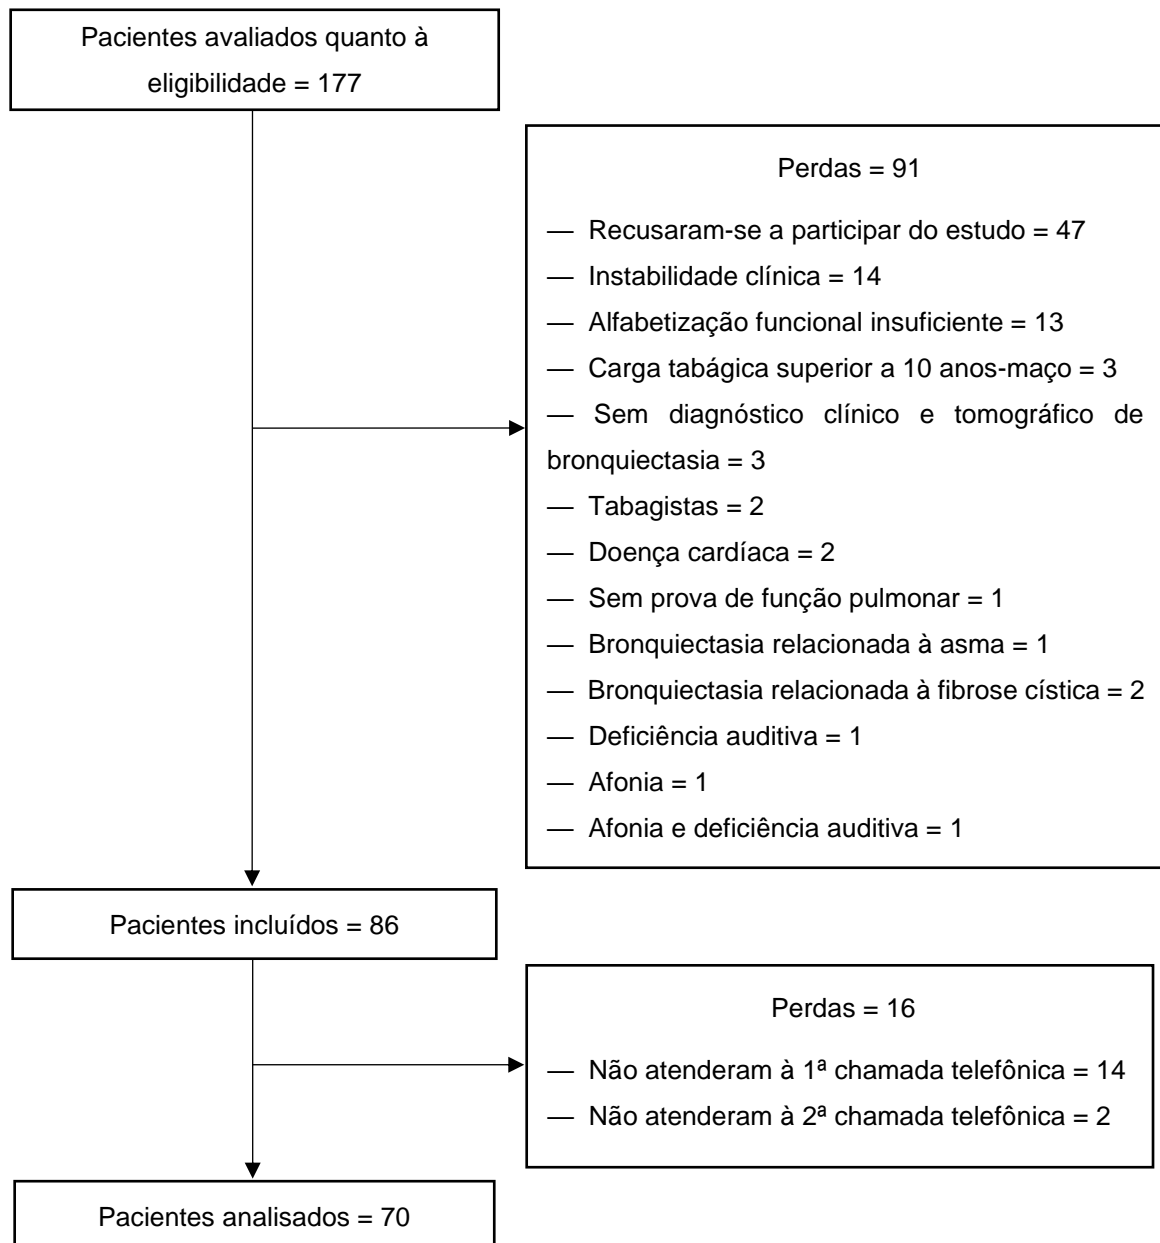 Pacientes avaliados quanto à
eligibilidade = 177
Perdas = 91
— Recusaram-se a participar do estudo = 47
— Instabilidade clínica = 14
— Alfabetização funcional insuficiente = 13
— Carga tabágica superior a 10 anos-maço = 3
— Sem diagnóstico clínico e tomográfico de
bronquiectasia = 3
— Tabagistas = 2
— Doença cardíaca = 2
— Sem prova de função pulmonar = 1
— Bronquiectasia relacionada à asma = 1
— Bronquiectasia relacionada à fibrose cística = 2
— Deficiência auditiva = 1
— Afonia = 1
— Afonia e deficiência auditiva = 1
Pacientes incluídos = 86
Perdas = 16
— Não atenderam à 1ª chamada telefônica = 14
— Não atenderam à 2ª chamada telefônica = 2
Pacientes analisados = 70